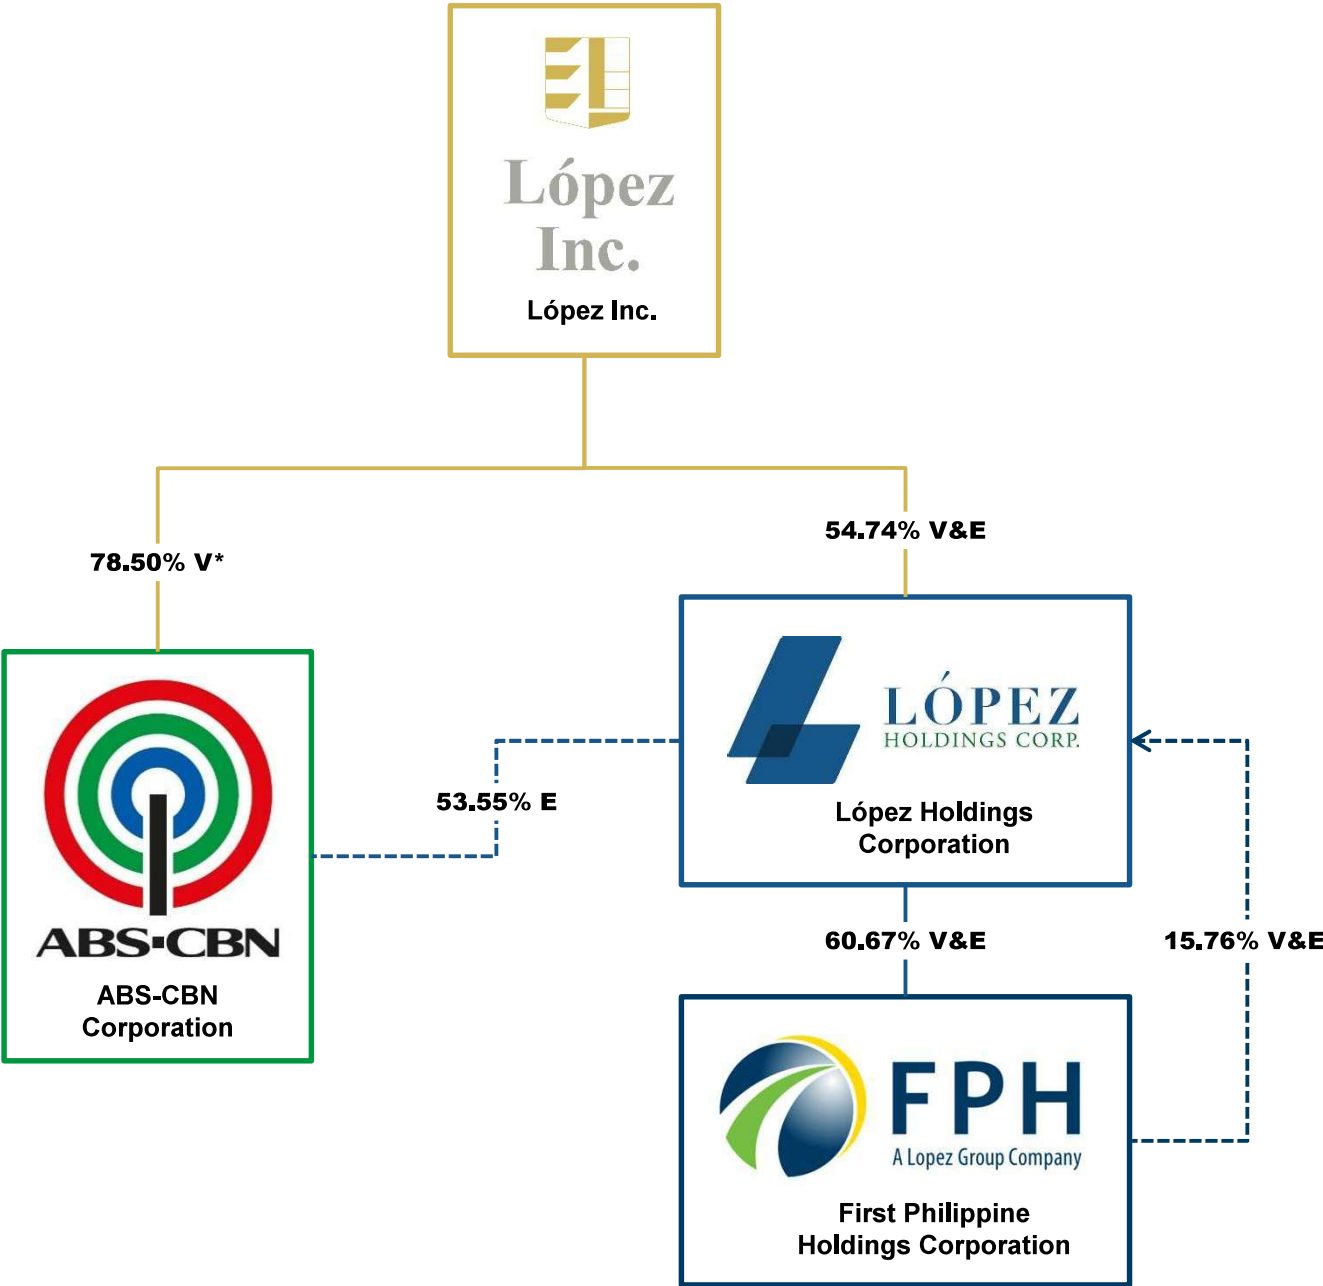 López
Inc.
López Inc.
54.74% V&E
78.50% V*
LÓPEZ
HOLDINGS CORP.
53.55% E
López Holdings
Corporation
ABS-CBN
60.67% V&E
15.76% V&E
ABS-CBN
Corporation
FPH
A Lopez Group Company
First Philippine
Holdings Corporation